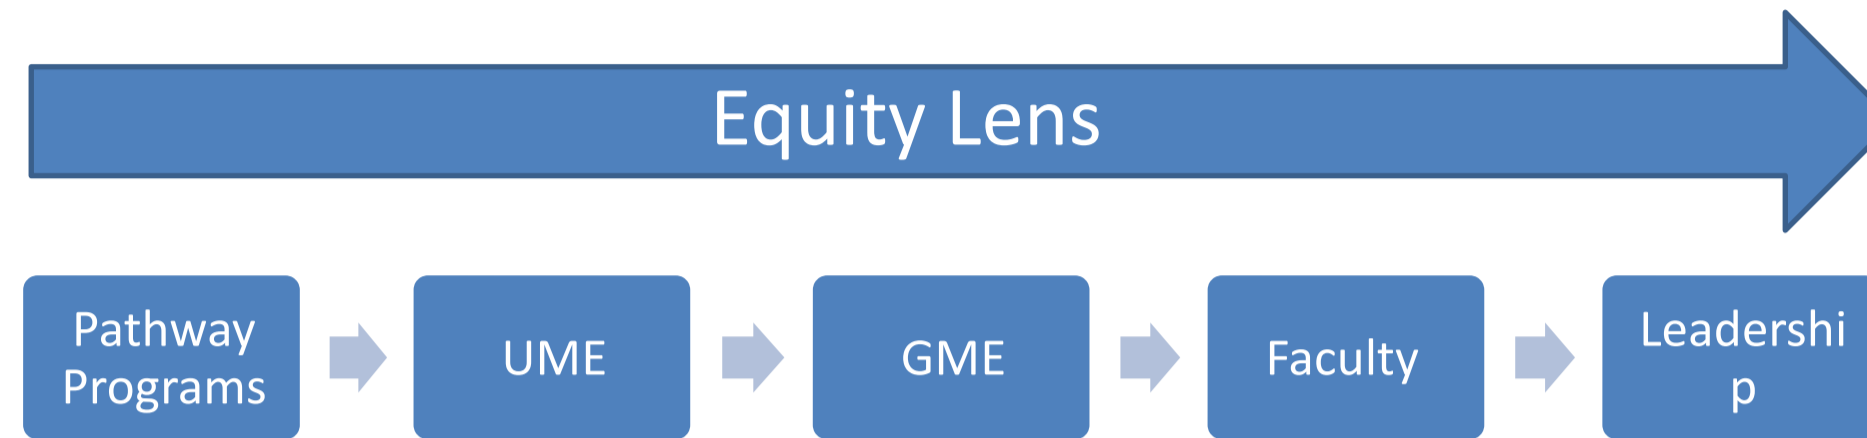 Equity Lens
Pathway
Programs
UME
GME
Faculty
Leadershi
p